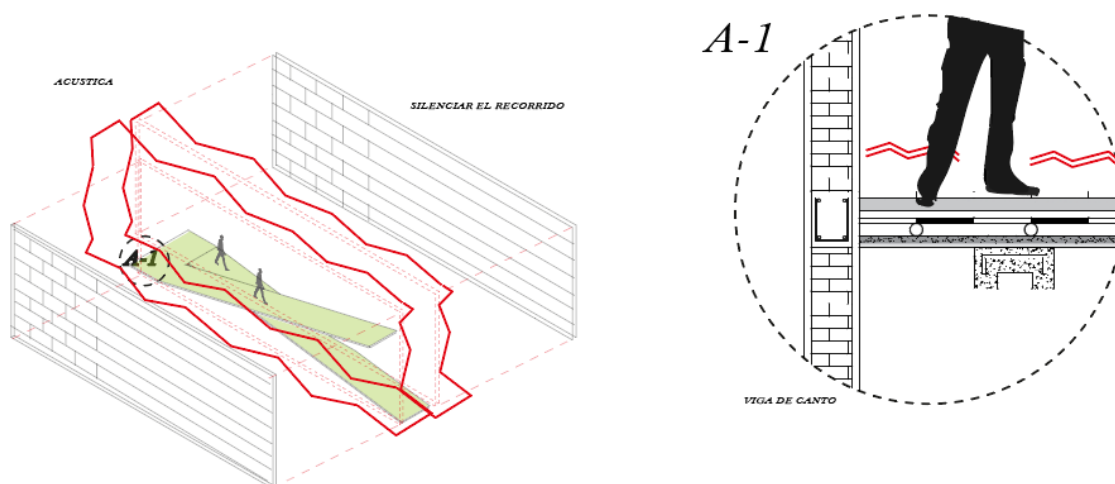 A-1
ACUSTICA
SILENCIAR EL RECORRIDO
A-1
VIGA DE CANTO